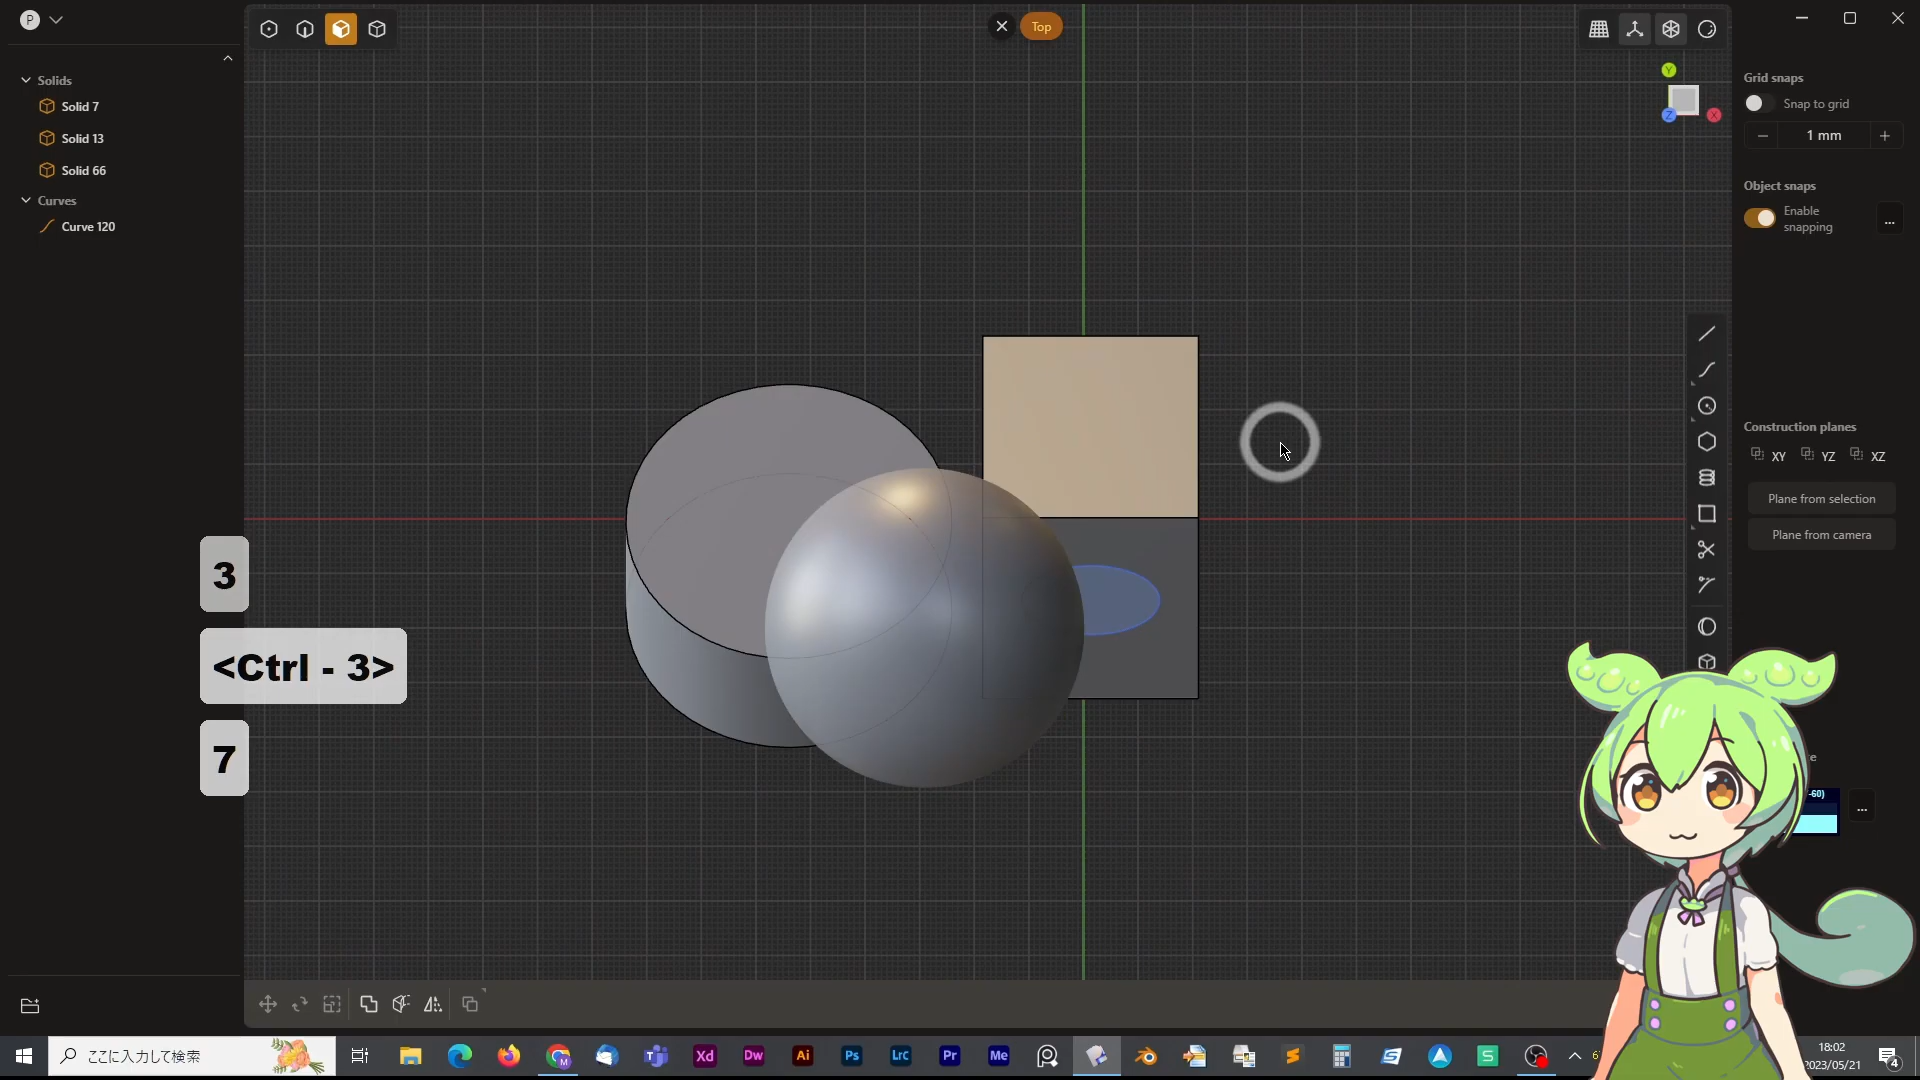 P
Solids
Solid 7
Solid 13
Solid 66
Curves
Curve 120
Top
Y
Z
X
Grid snaps
Snap to grid
1 mm
Object snaps
Enable
snapping
...
Construction planes
XY
YZ
XZ
Plane from selection
Plane from camera
-60)
...
3
<Ctrl - 3>
7
ここに入力して検索
Xd
Dw
Ai
Ps
LrC
Pr
Me
18:02
2023/05/21
4